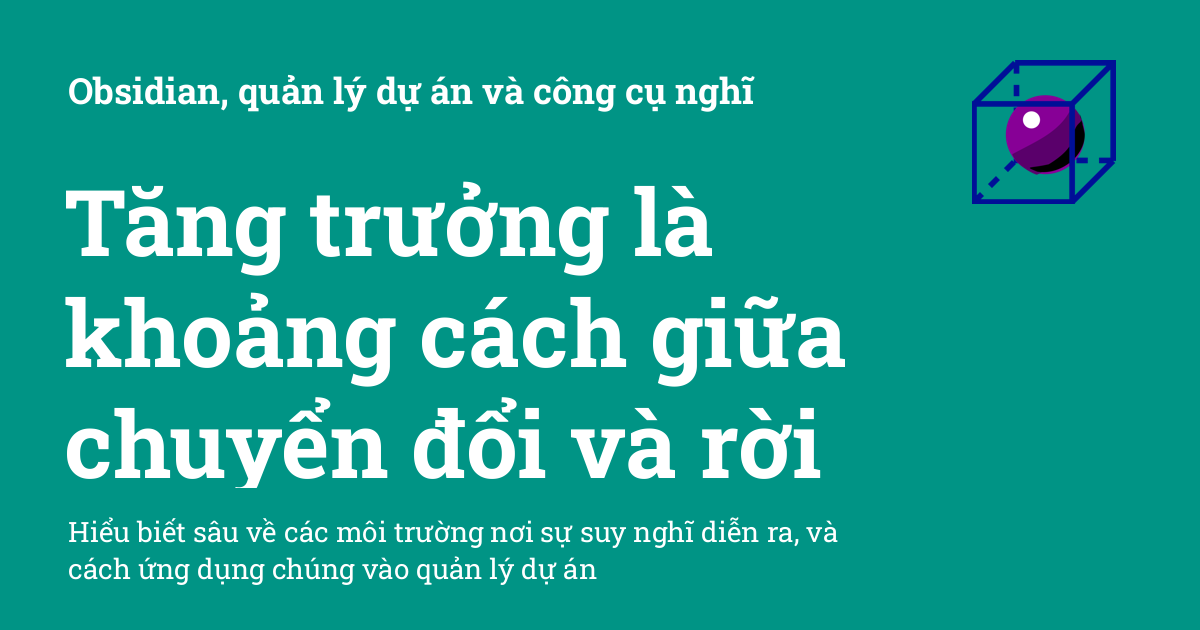 Obsidian, quản lý dự án và công cụ nghĩ
Tăng trưởng là
khoảng cách giữa
chuyển đổi và rời
Hiểu biết sâu về các môi trường nơi sự suy nghĩ diễn ra, và
cách ứng dụng chúng vào quản lý dự án